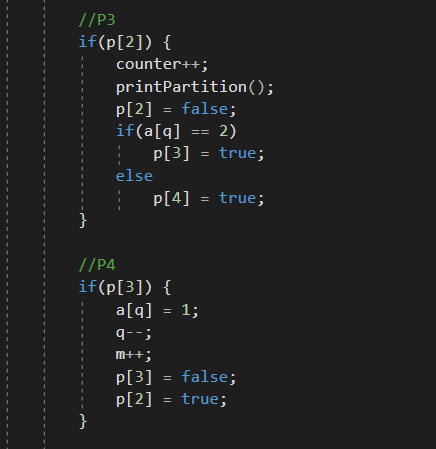 //P3
if(p[2]) {
counter++;
printPartition();
p[2] = false;
if(a[q] == 2)
p[3] = true;
else
p[4] = true;
}
//P4
if(p[3]) {
a[q] = 1;
q--;
m++;
p[3] = false;
p[2] = true;
}